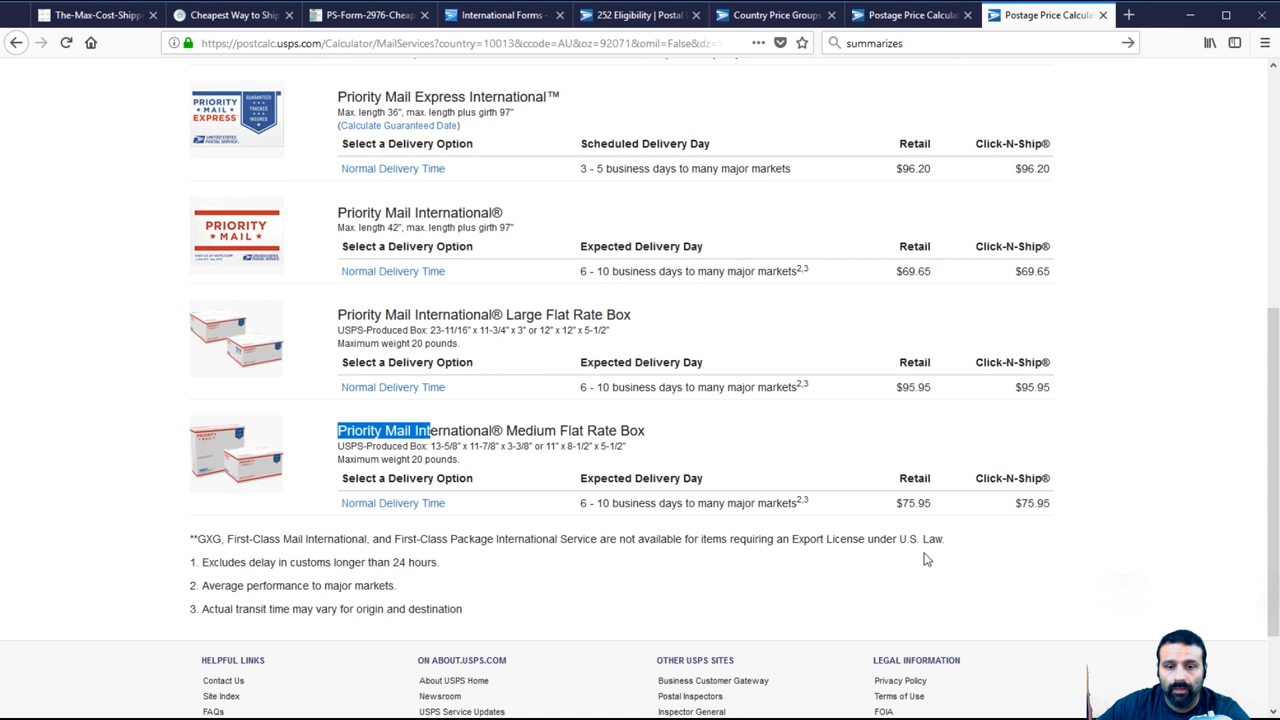 The-Max-Cost-Shippi
Cheapest Way to Ship
PS-Form-2976-Cheap
International Forms -
252 Eligibility | Postal
Country Price Groups
Postage Price Calculat
Postage Price Calcula
https://postcalc.usps.com/Calculator/MailServices?country=10013&ccode=AU&oz=92071&omil=False&dz=
summarizes
PRIORITY
MAIL
EXPRESS
GUARANTEED
TRACKED
INSURED
Priority Mail Express International™
Max. length 36", max. length plus girth 97"
(Calculate Guaranteed Date)
Select a Delivery Option Scheduled Delivery Day Retail Click-N-Ship®
Normal Delivery Time 3 - 5 business days to many major markets $96.20 $96.20
PRIORITY
MAIL
Priority Mail International®
Max. length 42", max. length plus girth 97"
Select a Delivery Option Expected Delivery Day Retail Click-N-Ship®
Normal Delivery Time 6 - 10 business days to many major markets2,3 $69.65 $69.65
Priority Mail International® Large Flat Rate Box
USPS-Produced Box: 23-11/16" x 11-3/4" x 3" or 12" x 12" x 5-1/2"
Maximum weight 20 pounds.
Select a Delivery Option Expected Delivery Day Retail Click-N-Ship®
Normal Delivery Time 6 - 10 business days to many major markets2,3 $95.95 $95.95
Priority Mail International® Medium Flat Rate Box
USPS-Produced Box: 13-5/8" x 11-7/8" x 3-3/8" or 11" x 8-1/2" x 5-1/2"
Maximum weight 20 pounds.
Select a Delivery Option Expected Delivery Day Retail Click-N-Ship®
Normal Delivery Time 6 - 10 business days to many major markets2,3 $75.95 $75.95
**GXG, First-Class Mail International, and First-Class Package International Service are not available for items requiring an Export License under U.S. Law.
1. Excludes delay in customs longer than 24 hours.
2. Average performance to major markets.
3. Actual transit time may vary for origin and destination
HELPFUL LINKS ON ABOUT.USPS.COM OTHER USPS SITES LEGAL INFORMATION
Contact Us About USPS Home Business Customer Gateway Privacy Policy
Site Index Newsroom Postal Inspectors Terms of Use
FAQs USPS Service Updates Inspector General FOIA